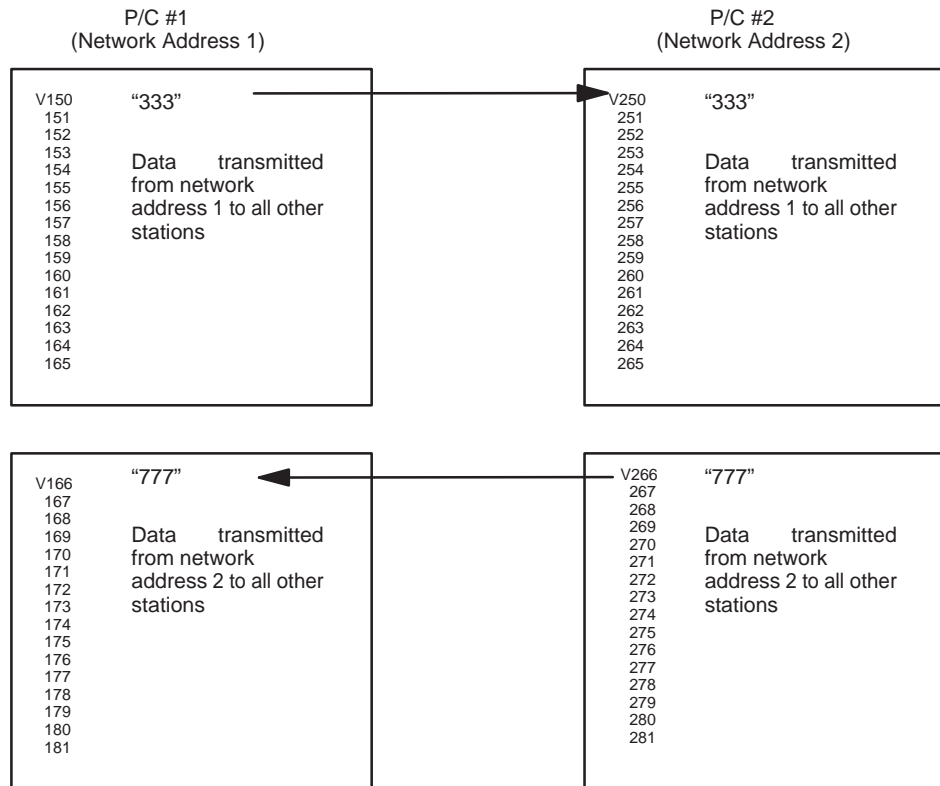 P/C #1
(Network Address 1)
P/C #2
(Network Address 2)
V150
151
152
153
154
155
156
157
158
159
160
161
162
163
164
165
“333”
Data transmitted
from network
address 1 to all other
stations
V250
251
252
253
254
255
256
257
258
259
260
261
262
263
264
265
“333”
Data transmitted
from network
address 1 to all other
stations
V166
167
168
169
170
171
172
173
174
175
176
177
178
179
180
181
“777”
Data transmitted
from network
address 2 to all other
stations
V266
267
268
269
270
271
272
273
274
275
276
277
278
279
280
281
“777”
Data transmitted
from network
address 2 to all other
stations